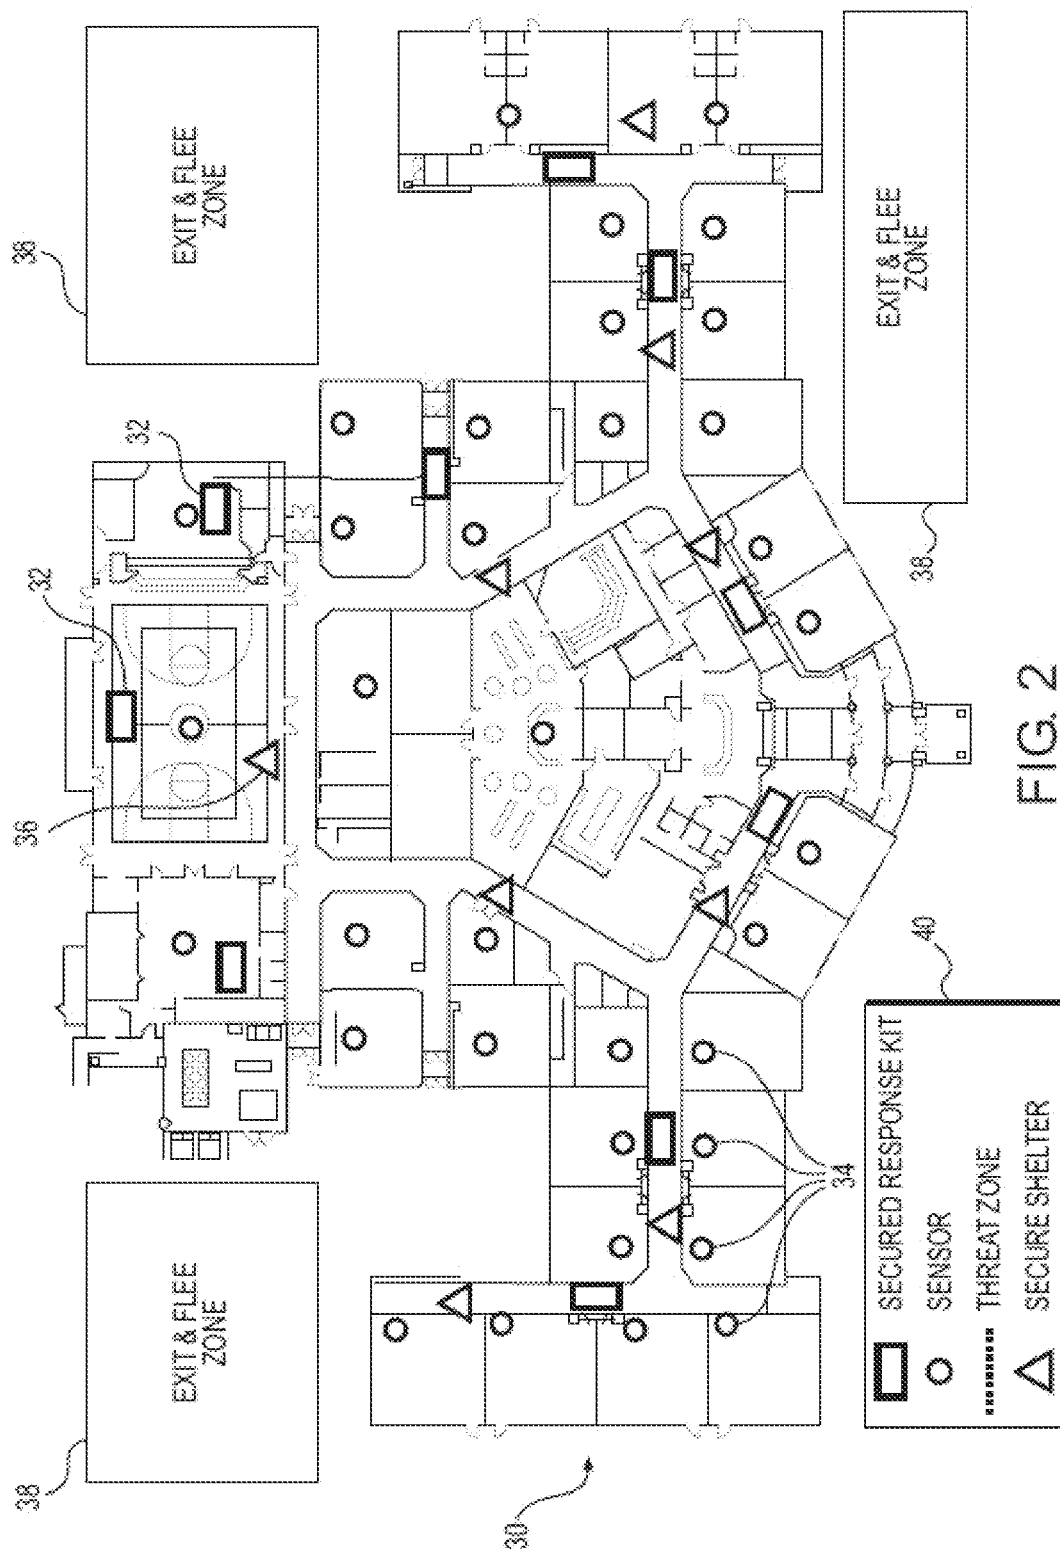 38
36
38
32
32
EXIT & FLEE
ZONE
EXIT & FLEE
ZONE
30
34
EXIT & FLEE
ZONE
38
40
SECURED RESPONSE KIT
SENSOR
THREAT ZONE
SECURE SHELTER
FIG. 2